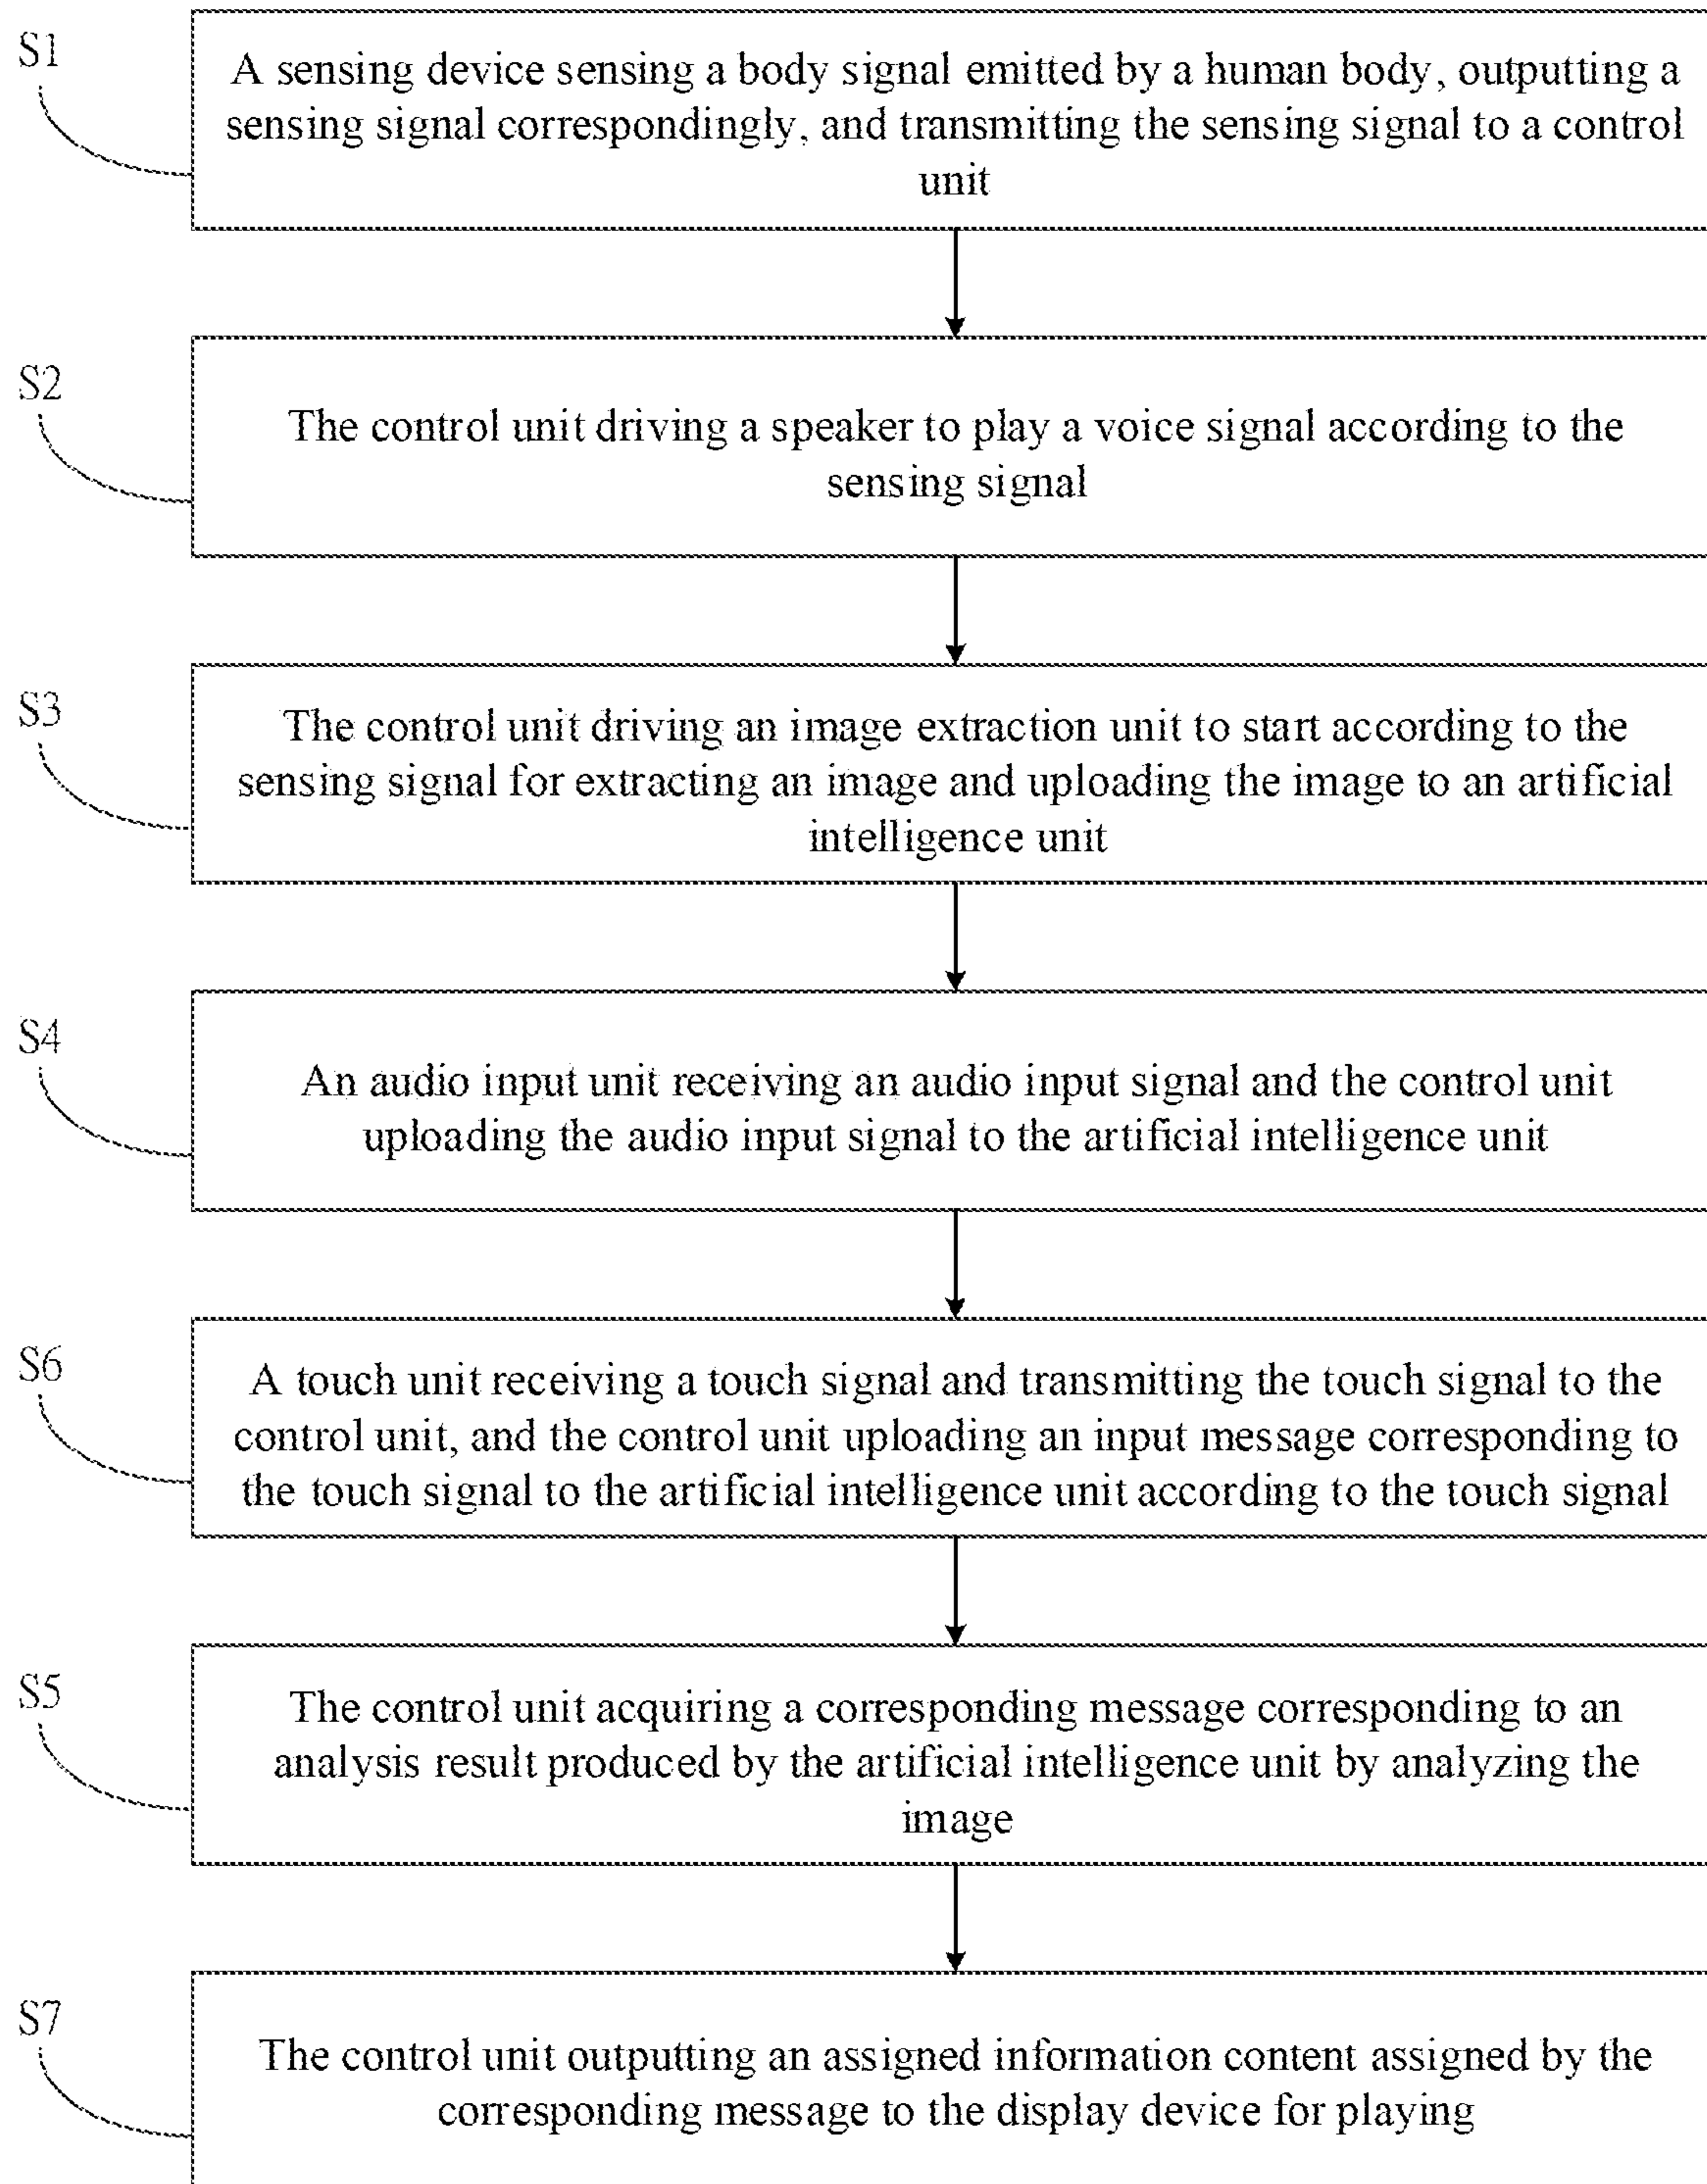 S1
A sensing device sensing a body signal emitted by a human body, outputting a
sensing signal correspondingly, and transmitting the sensing signal to a control
unit
S2
The control unit driving a speaker to play a voice signal according to the
sensing signal
S3
The control unit driving an image extraction unit to start according to the
sensing signal for extracting an image and uploading the image to an artificial
intelligence unit
S4
An audio input unit receiving an audio input signal and the control unit
uploading the audio input signal to the artificial intelligence unit
S6
A touch unit receiving a touch signal and transmitting the touch signal to the
control unit, and the control unit uploading an input message corresponding to
the touch signal to the artificial intelligence unit according to the touch signal
S5
The control unit acquiring a corresponding message corresponding to an
analysis result produced by the artificial intelligence unit by analyzing the
image
S7
The control unit outputting an assigned information content assigned by the
corresponding message to the display device for playing